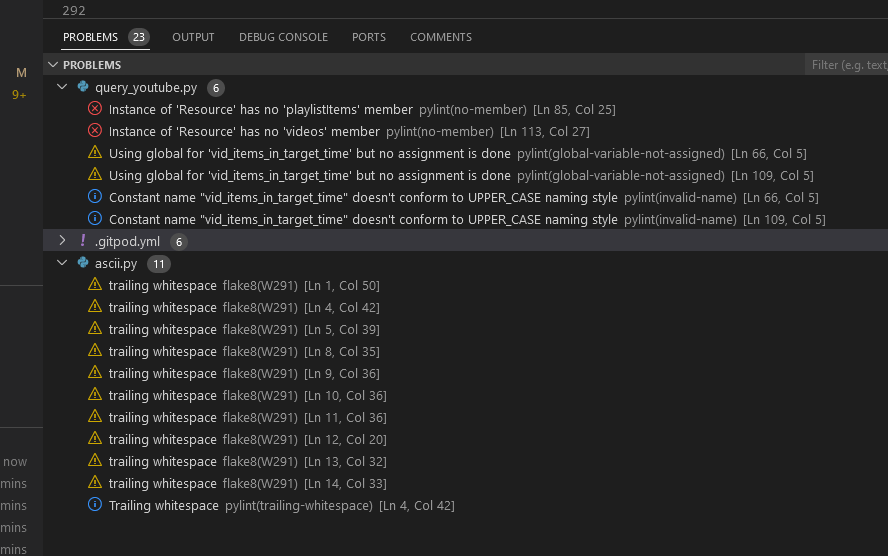 292
PROBLEMS 23 OUTPUT DEBUG CONSOLE PORTS COMMENTS
PROBLEMS Filter (e.g. text,
M
9+
query_youtube.py 6
Instance of 'Resource' has no 'playlistItems' member pylint(no-member) [Ln 85, Col 25]
Instance of 'Resource' has no 'videos' member pylint(no-member) [Ln 113, Col 27]
Using global for 'vid_items_in_target_time' but no assignment is done pylint(global-variable-not-assigned) [Ln 66, Col 5]
Using global for 'vid_items_in_target_time' but no assignment is done pylint(global-variable-not-assigned) [Ln 109, Col 5]
Constant name "vid_items_in_target_time" doesn't conform to UPPER_CASE naming style pylint(invalid-name) [Ln 66, Col 5]
Constant name "vid_items_in_target_time" doesn't conform to UPPER_CASE naming style pylint(invalid-name) [Ln 109, Col 5]
! .gitpod.yml 6
ascii.py 11
trailing whitespace flake8(W291) [Ln 1, Col 50]
trailing whitespace flake8(W291) [Ln 4, Col 42]
trailing whitespace flake8(W291) [Ln 5, Col 39]
trailing whitespace flake8(W291) [Ln 8, Col 35]
trailing whitespace flake8(W291) [Ln 9, Col 36]
trailing whitespace flake8(W291) [Ln 10, Col 36]
trailing whitespace flake8(W291) [Ln 11, Col 36]
trailing whitespace flake8(W291) [Ln 12, Col 20]
trailing whitespace flake8(W291) [Ln 13, Col 32]
trailing whitespace flake8(W291) [Ln 14, Col 33]
Trailing whitespace pylint(trailing-whitespace) [Ln 4, Col 42]
now
mins
mins
mins
mins